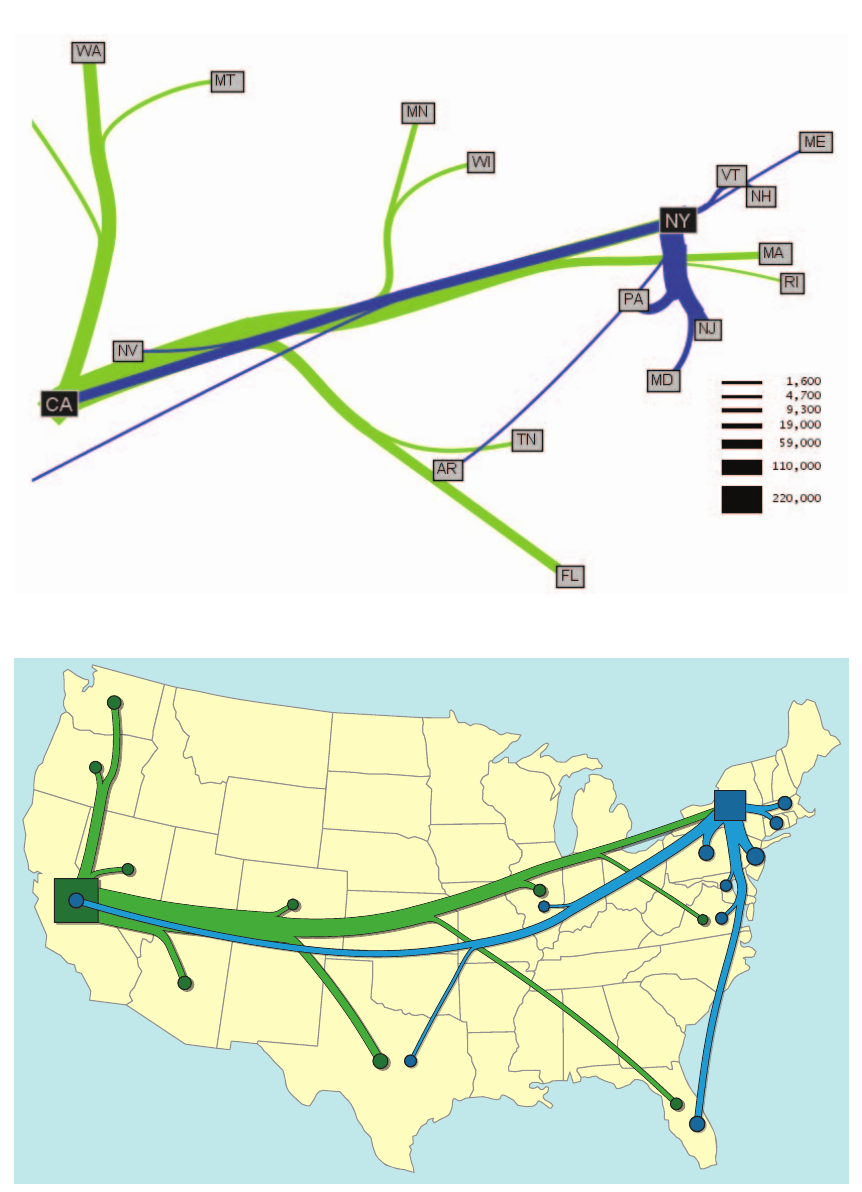 WA
MT
MN
ME
WI
VT
NH
NY
MA
RI
PA
NJ
NV
MD
CA
TN
AR
FL
1,600
4,700
9,300
19,000
59,000
110,000
220,000